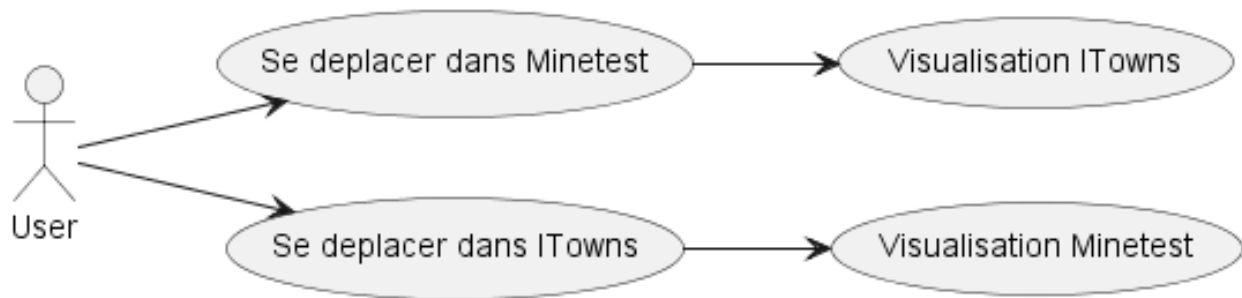 Se deplacer dans Minetest
Visualisation ITowns
User
Se deplacer dans ITowns
Visualisation Minetest